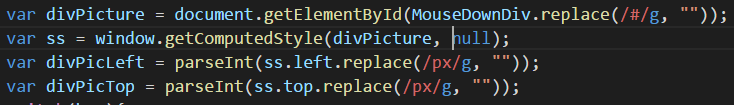 var divPicture = document.getElementById(MouseDownDiv.replace(/#/g, ""));
var ss = window.getComputedStyle(divPicture, null);
var divPicLeft = parseInt(ss.left.replace(/px/g, ""));
var divPicTop = parseInt(ss.top.replace(/px/g, ""));